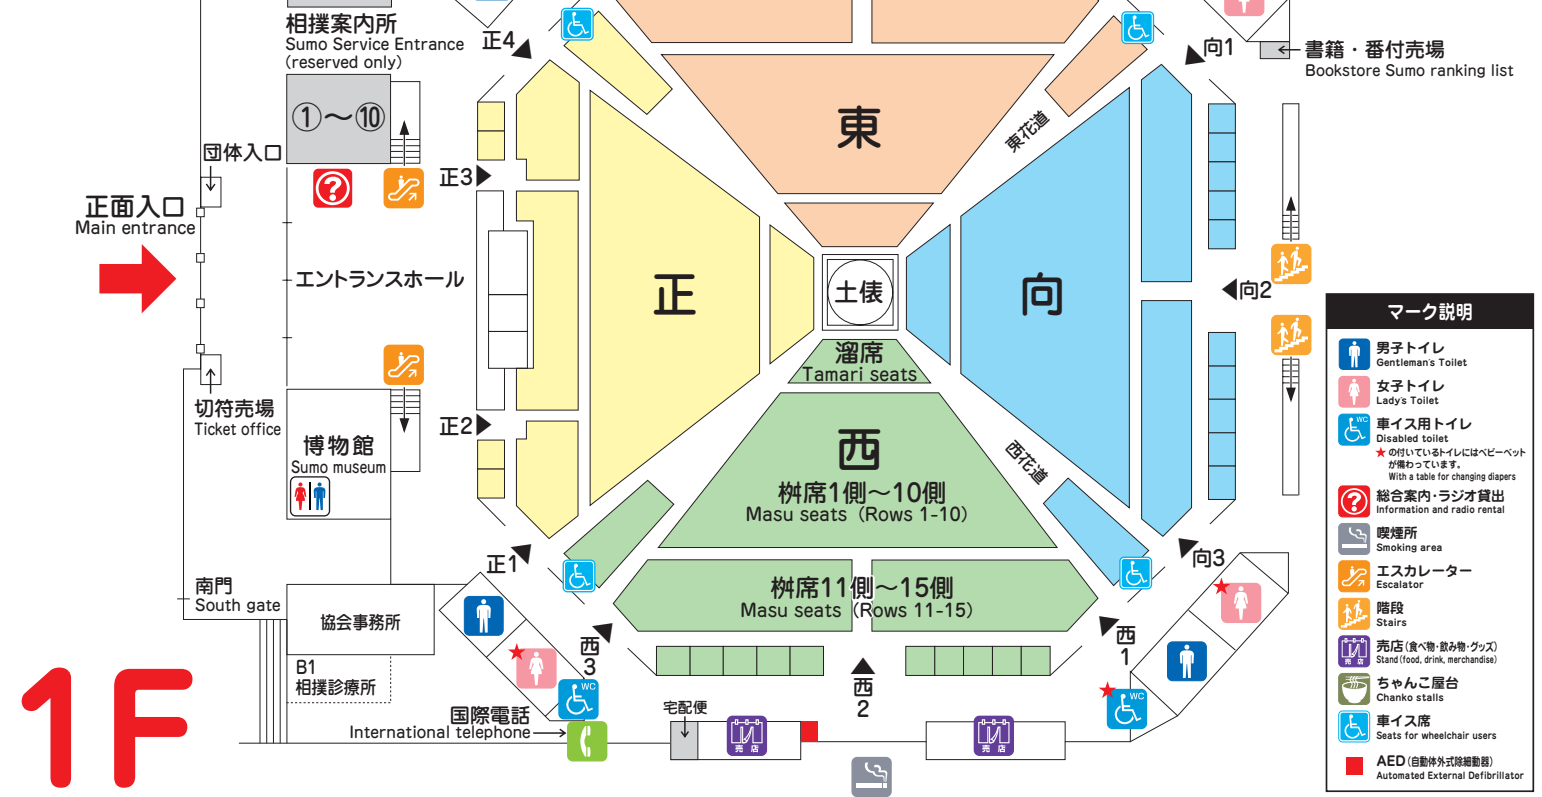 相撲案内所
Sumo Service Entrance
(reserved only)
正4
向1
書籍・番付売場
Bookstore Sumo ranking list
①〜⑩
東
東花道
団体入口
正3
正面入口
Main entrance
エントランスホール
正
土俵
向
向2
溜席
Tamari seats
切符売場
Ticket office
博物館
Sumo museum
正2
西
西花道
桝席1側〜10側
Masu seats (Rows 1-10)
正1
向3
南門
South gate
協会事務所
桝席11側〜15側
Masu seats (Rows 11-15)
西3
西1
西2
B1
相撲診療所
WC
WC
国際電話
International telephone
宅配便
売店
売店
1F
マーク説明
男子トイレ
Gentleman's Toilet
女子トイレ
Lady's Toilet
WC
車イス用トイレ
Disabled toilet
★の付いているトイレにはベビーベット
が備わっています。
With a table for changing diapers
総合案内・ラジオ貸出
Information and radio rental
喫煙所
Smoking area
エスカレーター
Escalator
階段
Stairs
売店
売店(食べ物・飲み物・グッズ)
Stand(food, drink, merchandise)
ちゃんこ屋台
Chanko stalls
車イス席
Seats for wheelchair users
AED(自動体外式除細動器)
Automated External Defibrillator